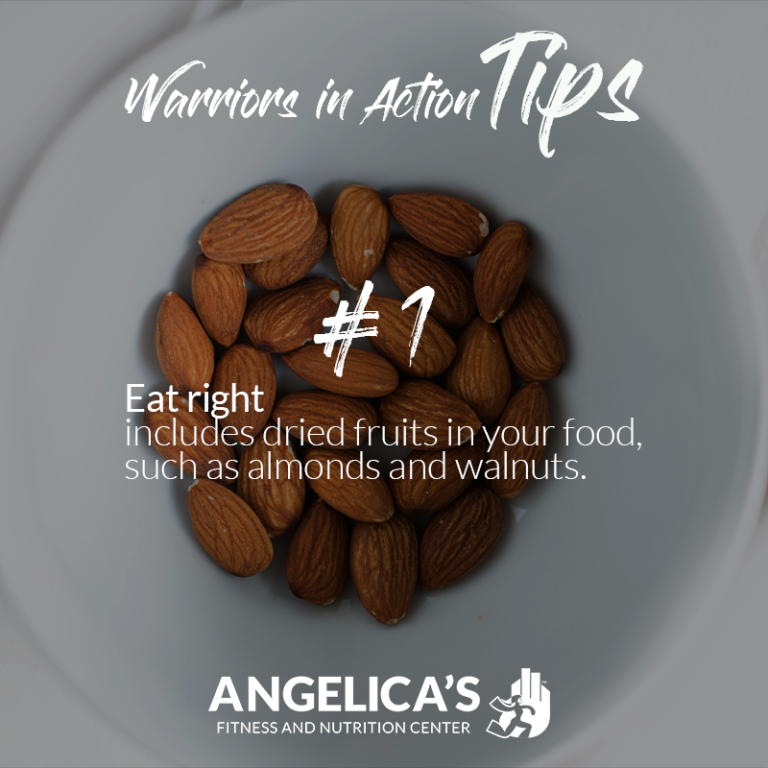 Warriors in Action Tips
#1
Eat right
includes dried fruits in your food,
such as almonds and walnuts.
ANGELICA'S
FITNESS AND NUTRITION CENTER